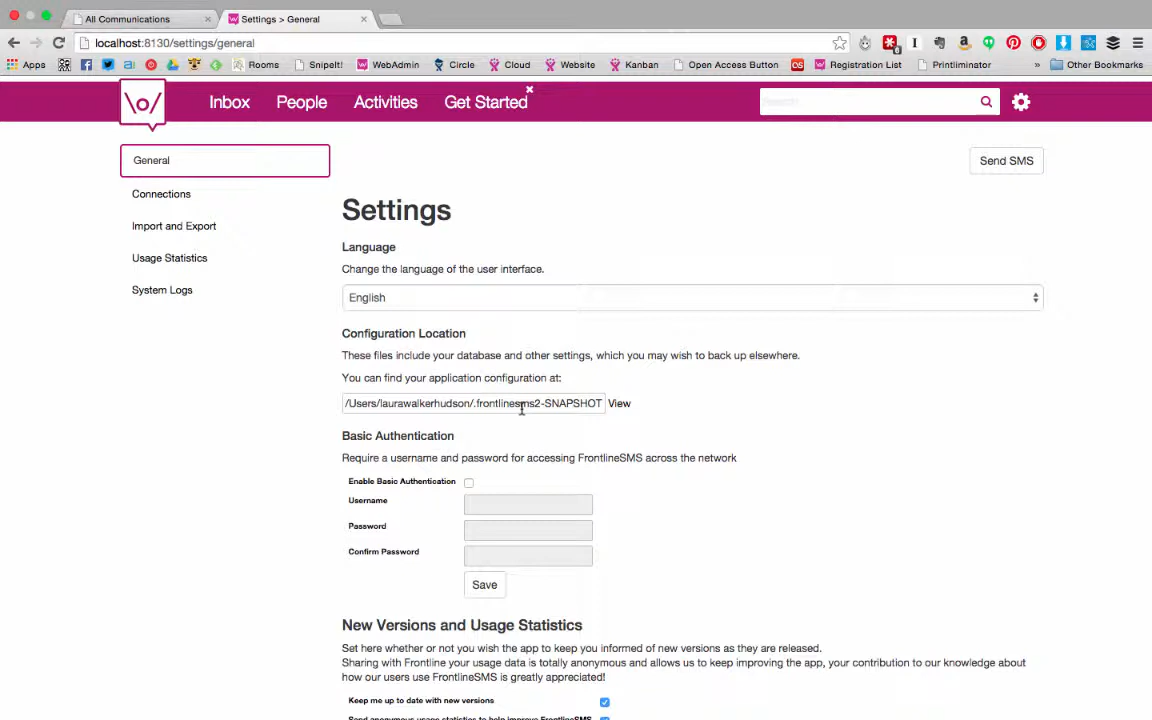 All Communications
Settings > General
localhost:8130/settings/general
Apps
Rooms
SnipeIt!
WebAdmin
Circle
Cloud
Website
Kanban
Open Access Button
Registration List
Printliminator
»
Other Bookmarks
\o/
Inbox
People
Activities
Get Started
Search
General
Send SMS
Connections
Import and Export
Usage Statistics
System Logs
Settings
Language
Change the language of the user interface.
English
Configuration Location
These files include your database and other settings, which you may wish to back up elsewhere.
You can find your application configuration at:
/Users/laurawalkerhudson/.frontlinesms2-SNAPSHOT View
Basic Authentication
Require a username and password for accessing FrontlineSMS across the network
Enable Basic Authentication
Username
Password
Confirm Password
Save
New Versions and Usage Statistics
Set here whether or not you wish the app to keep you informed of new versions as they are released.
Sharing with Frontline your usage data is totally anonymous and allows us to keep improving the app, your contribution to our knowledge about
how our users use FrontlineSMS is greatly appreciated!
Keep me up to date with new versions
Send anonymous usage statistics to help improve FrontlineSMS